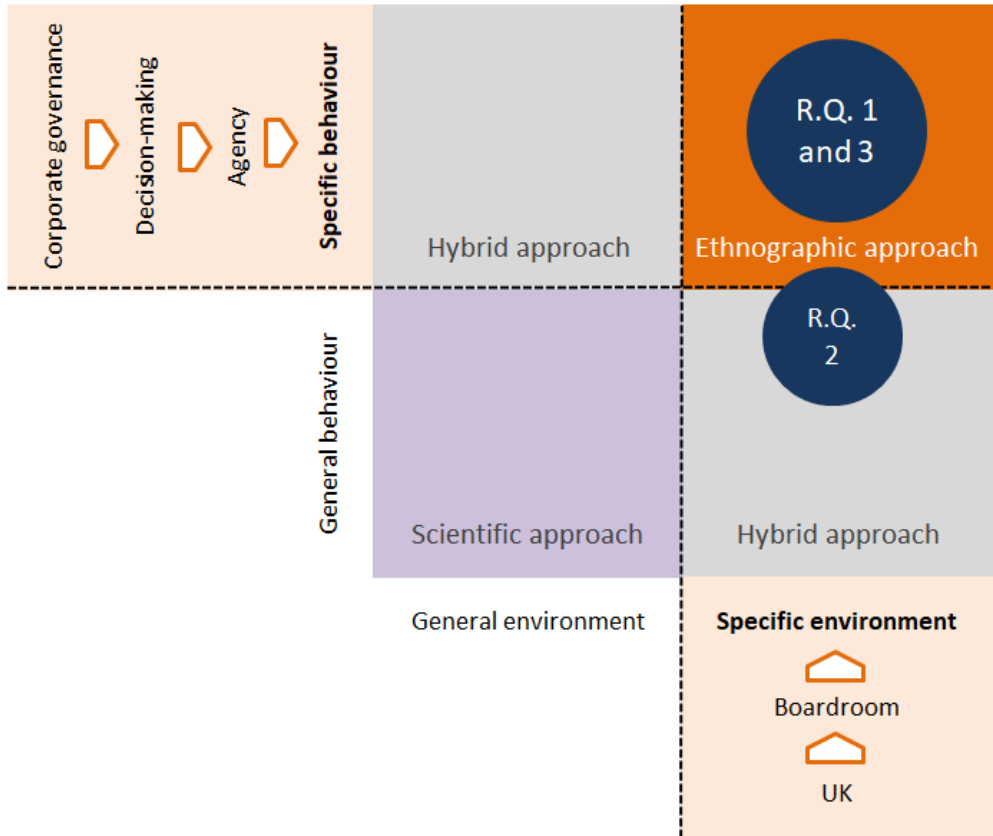 Corporate governance
Decision-making
Agency
Specific behaviour
Hybrid approach
R.Q. 1
and 3
Ethnographic approach
General behaviour
Scientific approach
R.Q.
2
Hybrid approach
General environment
Specific environment
Boardroom
UK